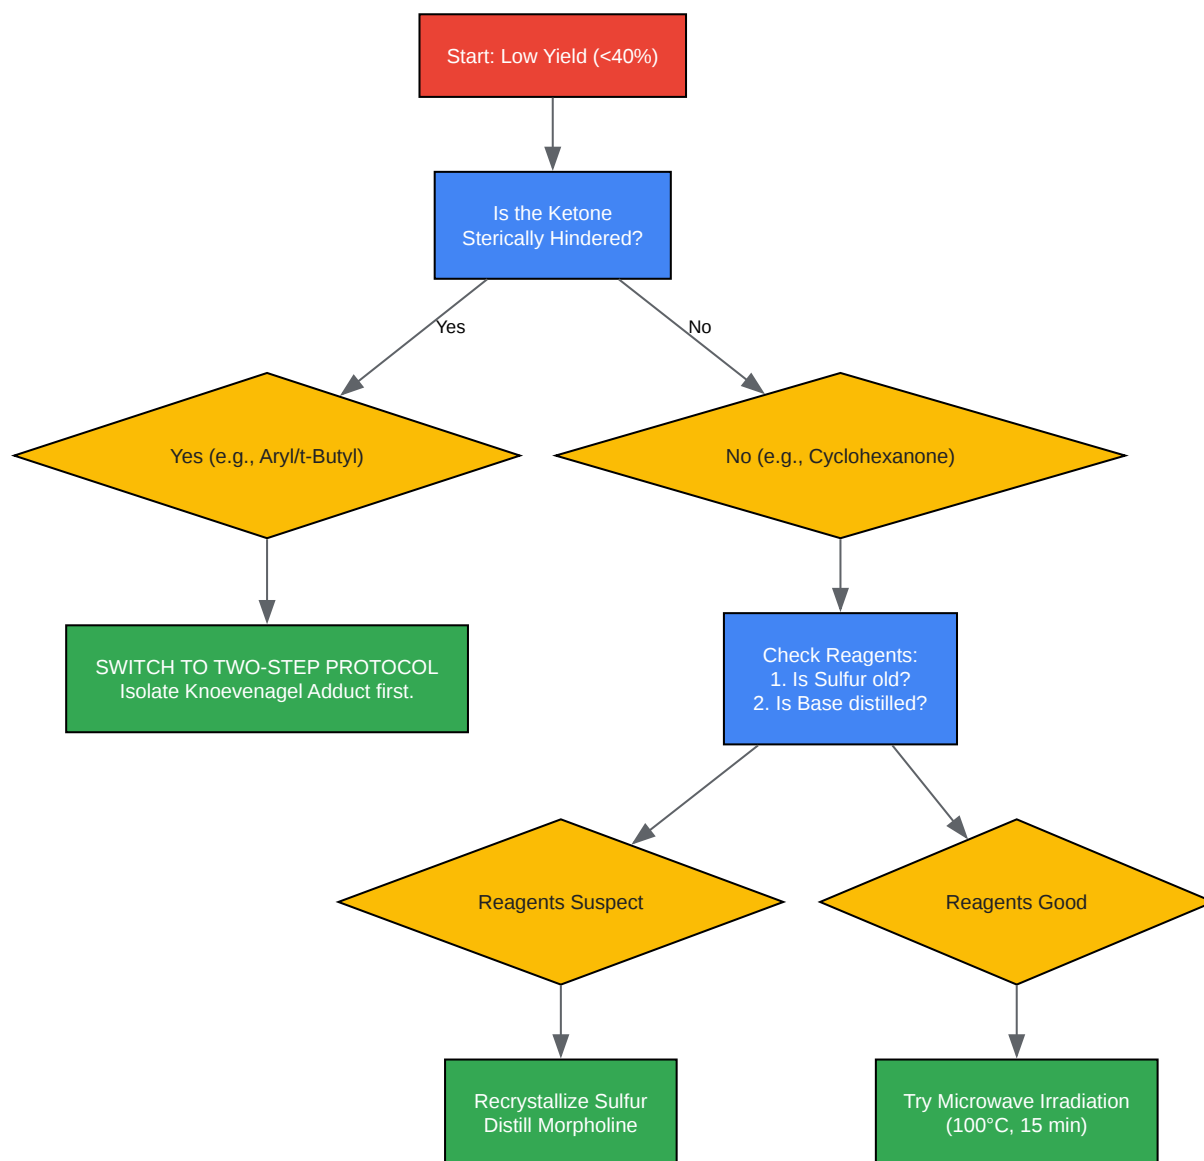 Start: Low Yield (<40%)
Is the Ketone
Sterically Hindered?
Yes
No
Yes (e.g., Aryl/t-Butyl)
No (e.g., Cyclohexanone)
SWITCH TO TWO-STEP PROTOCOL
Isolate Knoevenagel Adduct first.
Check Reagents:
1. Is Sulfur old?
2. Is Base distilled?
Reagents Suspect
Reagents Good
Recrystallize Sulfur
Distill Morpholine
Try Microwave Irradiation
(100°C, 15 min)